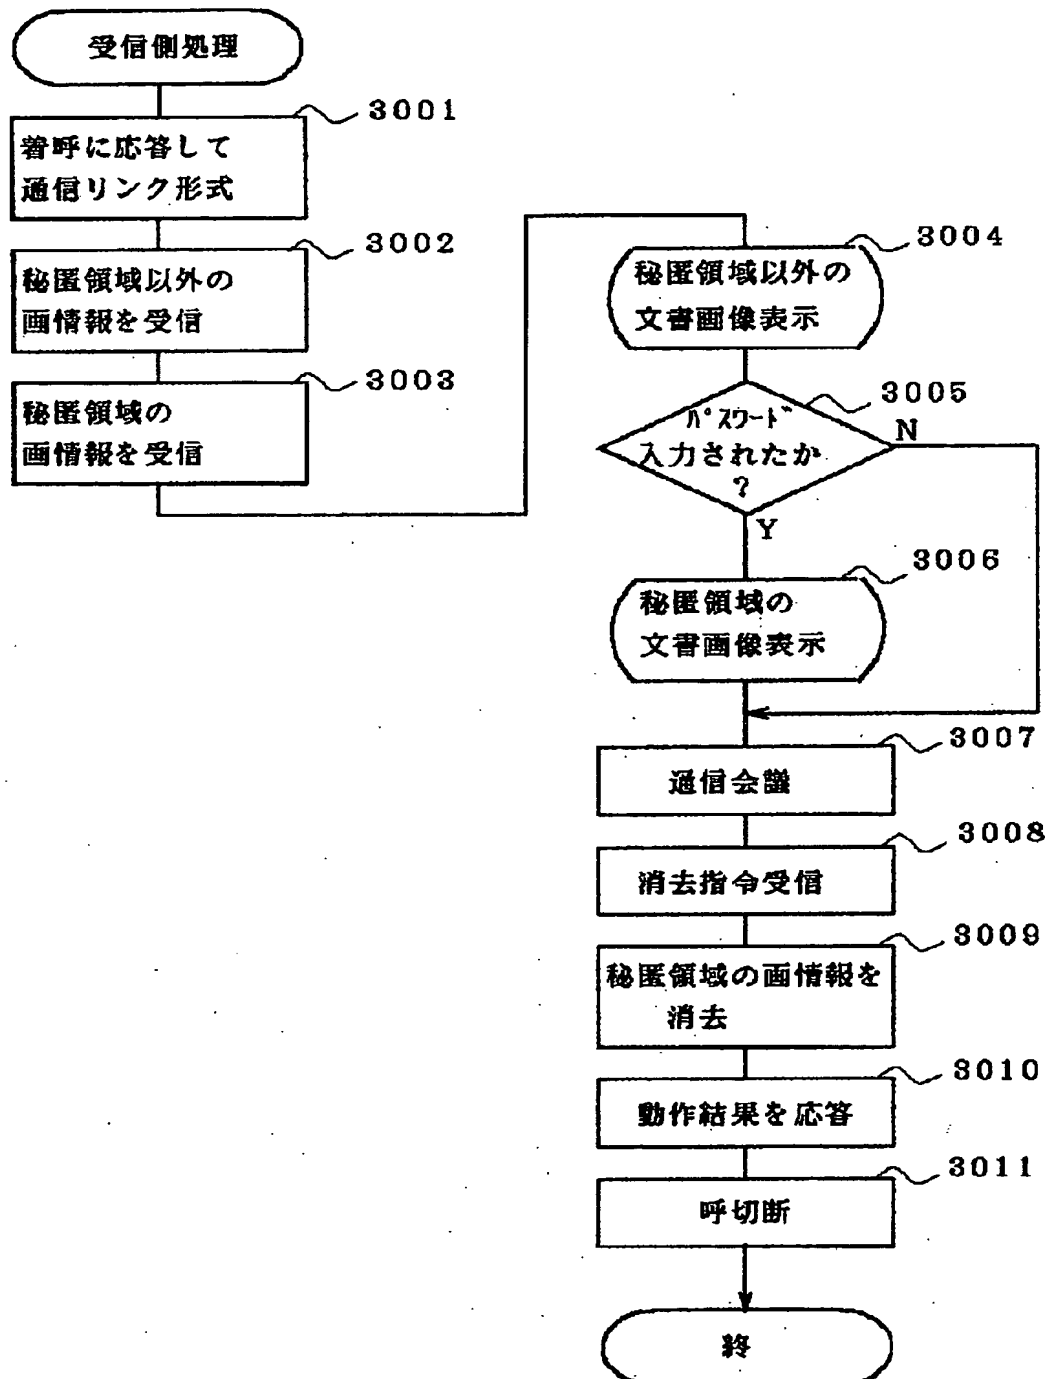 受信側処理
3001
着呼に応答して
通信リンク形式
3002
秘匿領域以外の
画情報を受信
3003
秘匿領域の
画情報を受信
3004
秘匿領域以外の
文書画像表示
3005
ﾊﾟｽﾜｰﾄﾞ
入力されたか
?
N
Y
3006
秘匿領域の
文書画像表示
3007
通信会議
3008
消去指令受信
3009
秘匿領域の画情報を
消去
3010
動作結果を応答
3011
呼切断
終